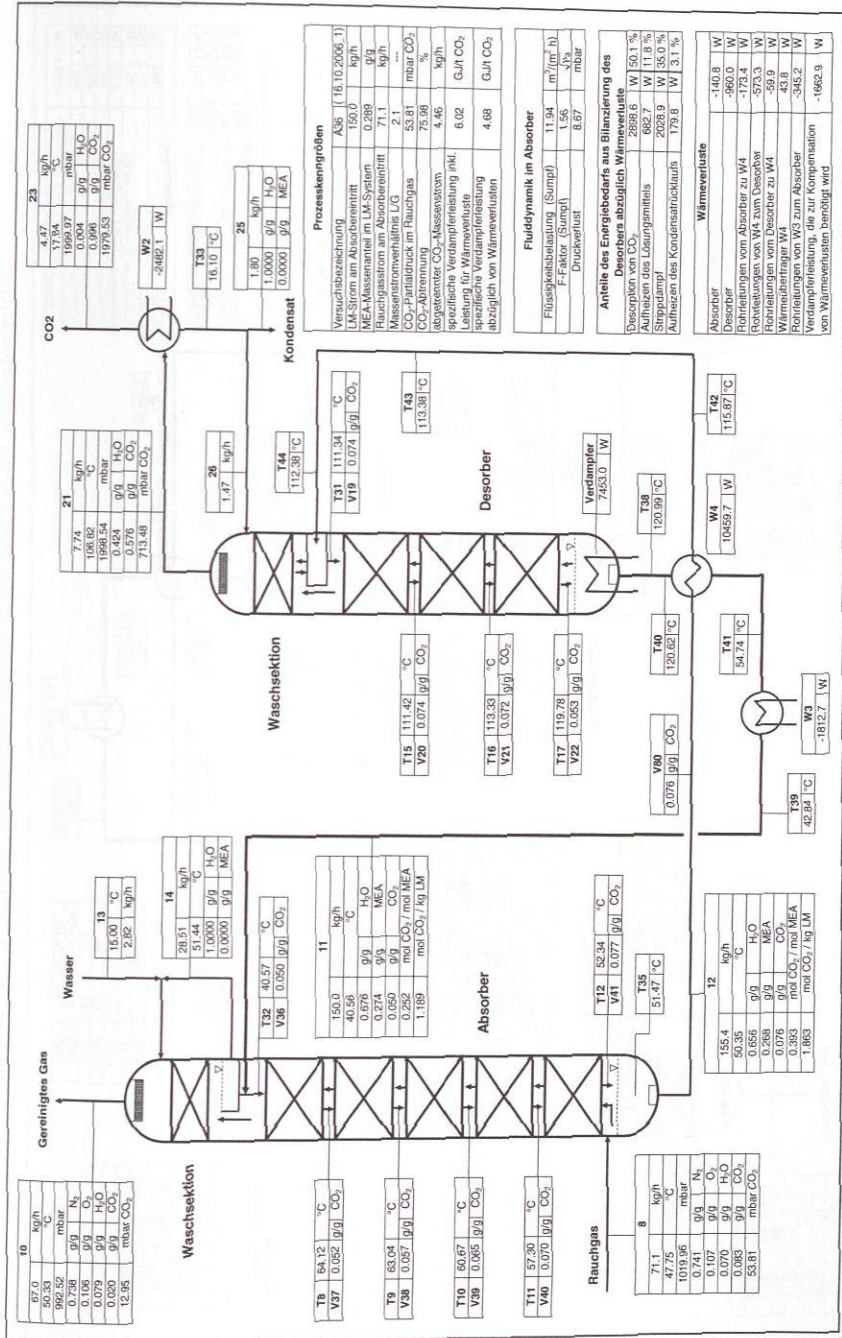 10
67.0 kg/h
50.33 °C
992.52 mbar
0.738 g/g N₂
0.106 g/g O₂
0.079 g/g H₂O
0.020 g/g CO₂
12.95 mbar CO₂
Gereinigtes Gas
Waschsektion
Wasser
13
15.00 °C
2.82 kg/h
14
28.51 kg/h
51.44 °C
1.0000 g/g H₂O
0.0000 g/g MEA
T32 40.57 °C
V36 0.050 g/g CO₂
11
150.0 kg/h
40.56 °C
0.676 g/g H₂O
0.274 g/g MEA
0.050 g/g CO₂
0.252 mol CO₂ / mol MEA
1.189 mol CO₂ / kg LM
Absorber
T8 64.12 °C
V37 0.052 g/g CO₂
T9 63.04 °C
V38 0.057 g/g CO₂
T10 60.67 °C
V39 0.065 g/g CO₂
T11 57.30 °C
V40 0.070 g/g CO₂
T12 52.34 °C
V41 0.077 g/g CO₂
T35
51.47 °C
Rauchgas
8
71.1 kg/h
47.75 °C
1019.96 mbar
0.741 g/g N₂
0.107 g/g O₂
0.070 g/g H₂O
0.083 g/g CO₂
53.81 mbar CO₂
12
155.4 kg/h
50.35 °C
0.656 g/g H₂O
0.268 g/g MEA
0.076 g/g CO₂
0.393 mol CO₂ / mol MEA
1.863 mol CO₂ / kg LM
21
7.74 kg/h
106.82 °C
1998.54 mbar
0.424 g/g H₂O
0.576 g/g CO₂
713.48 mbar CO₂
CO2
23
4.47 kg/h
17.64 °C
1999.97 mbar
0.004 g/g H₂O
0.996 g/g CO₂
1979.53 mbar CO₂
W2
-2482.1 W
T33
16.10 °C
25
1.80 kg/h
1.0000 g/g H₂O
0.0000 g/g MEA
Kondensat
26
1.47 kg/h
Waschsektion
T44
112.38 °C
T31 111.34 °C
V19 0.074 g/g CO₂
T43
113.38 °C
Desorber
T15 111.42 °C
V20 0.074 g/g CO₂
T16 113.33 °C
V21 0.072 g/g CO₂
T17 119.78 °C
V22 0.053 g/g CO₂
Verdampfer
7453.0 W
T38
120.99 °C
W4
10459.7 W
T42
115.87 °C
V80
0.076 g/g CO₂
T40
120.62 °C
T41
54.74 °C
W3
-1812.7 W
T39
42.84 °C
Prozesskenngrößen
Versuchsbezeichnung A36 ( 16.10.2006_1)
LM-Strom am Absorbereintritt 150.0 kg/h
MEA-Massenanteil im LM-System 0.289 g/g
Rauchgasstrom am Absorbereintritt 71.1 kg/h
Massenstromverhältnis L/G 2.1 ---
CO₂-Partialdruck im Rauchgas 53.81 mbar CO₂
CO₂-Abtrennung 75.98 %
abgetrennter CO₂-Massenstrom 4.46 kg/h
spezifische Verdampferleistung inkl.
Leistung für Wärmeverluste 6.02 GJ/t CO₂
spezifische Verdampferleistung
abzüglich von Wärmeverlusten 4.68 GJ/t CO₂
Fluiddynamik im Absorber
Flüssigkeitsbelastung (Sumpf) 11.94 m³/(m² h)
F-Faktor (Sumpf) 1.56 √Pa
Druckverlust 8.67 mbar
Anteile des Energiebedarfs aus Bilanzierung des
Desorbers abzüglich Wärmeverluste
Desorption von CO₂ 2898.6 W 50.1 %
Aufheizen des Lösungsmittels 682.7 W 11.8 %
Strippdampf 2028.9 W 35.0 %
Aufheizen des Kondensatrücklaufs 179.8 W 3.1 %
Wärmeverluste
Absorber -140.8 W
Desorber -960.0 W
Rohrleitungen vom Absorber zu W4 -173.4 W
Rohrleitungen von W4 zum Desorber -573.3 W
Rohrleitungen vom Desorber zu W4 -59.9 W
Wärmeübertrager W4 43.8 W
Rohrleitungen von W3 zum Absorber -345.2 W
Verdampferleistung, die zur Kompensation
von Wärmeverlusten benötigt wird -1662.9 W